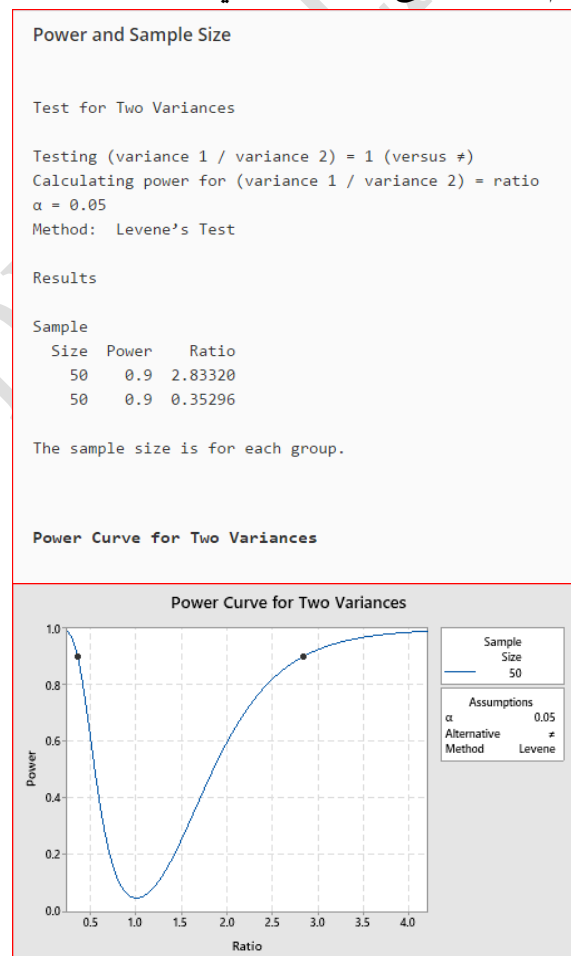 Power and Sample Size
Test for Two Variances
Testing (variance 1 / variance 2) = 1 (versus ≠)
Calculating power for (variance 1 / variance 2) = ratio
α = 0.05
Method:  Levene’s Test
Results
Sample
Size  Power  Ratio
50  0.9  2.83320
50  0.9  0.35296
The sample size is for each group.
Power Curve for Two Variances
Power Curve for Two Variances
1.0
0.8
0.6
0.4
0.2
0.0
Power
0.5 1.0 1.5 2.0 2.5 3.0 3.5 4.0
Ratio
Sample
Size
50
Assumptions
α 0.05
Alternative ≠
Method Levene